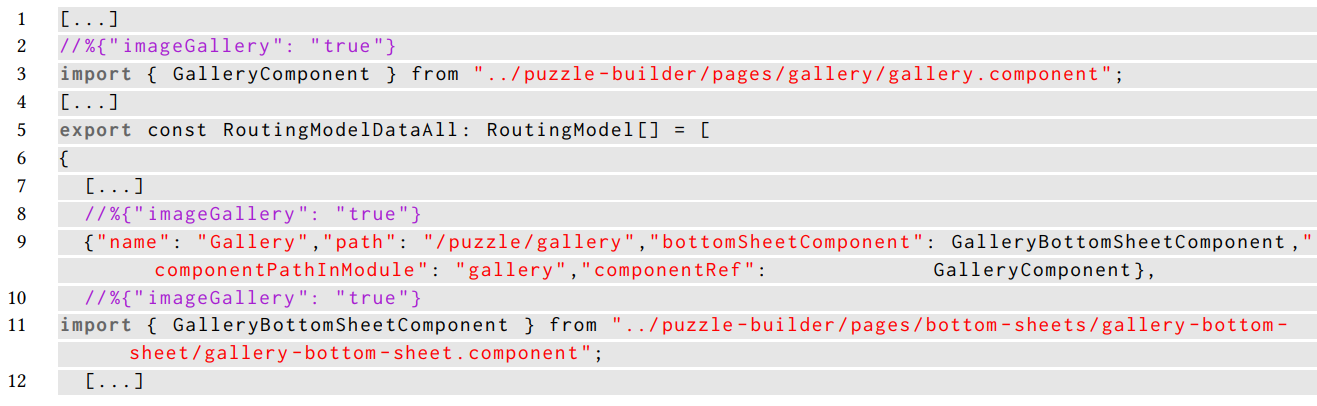 1 [...]
2 //%{"imageGallery": "true"}
3 import { GalleryComponent } from "../puzzle-builder/pages/gallery/gallery.component";
4 [...]
5 export const RoutingModelDataAll: RoutingModel[] = [
6 {
7 [...]
8 //%{"imageGallery": "true"}
9 {"name": "Gallery","path": "/puzzle/gallery","bottomSheetComponent": GalleryBottomSheetComponent,"
componentPathInModule": "gallery","componentRef": GalleryComponent},
10 //%{"imageGallery": "true"}
11 import { GalleryBottomSheetComponent } from "../puzzle-builder/pages/bottom-sheets/gallery-bottom-
sheet/gallery-bottom-sheet.component";
12 [...]